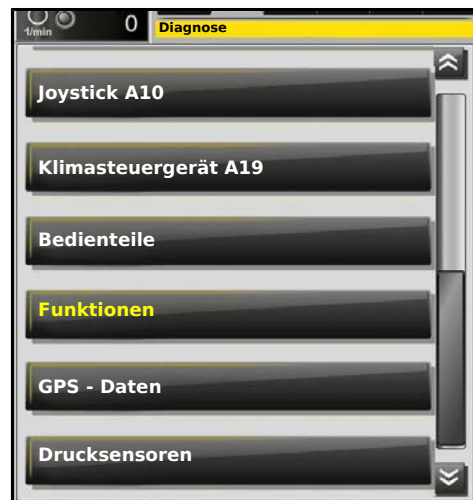 1/min
0
Diagnose
Joystick A10
Klimasteuergerät A19
Bedienteile
Funktionen
GPS - Daten
Drucksensoren